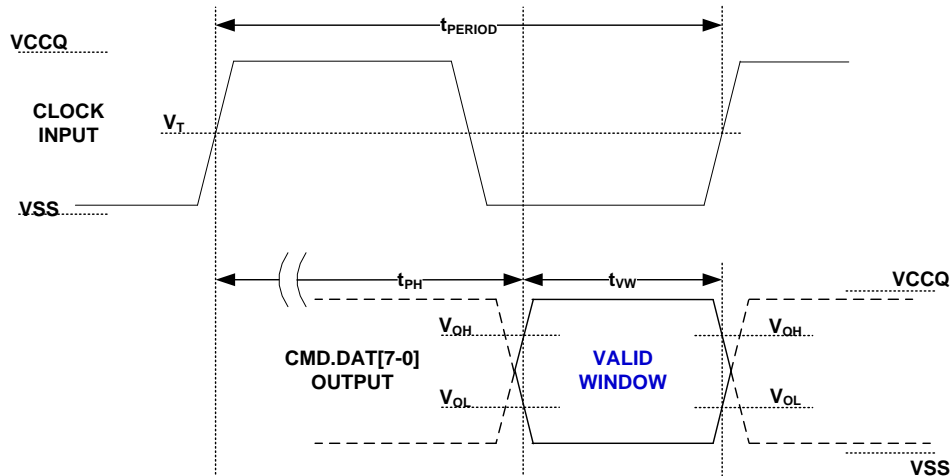 tPERIOD
VCCQ
CLOCK
INPUT
VT
VSS
tPH
tVW
VCCQ
VOH
VOH
CMD.DAT[7-0]
OUTPUT
VALID
WINDOW
VOL
VOL
VSS